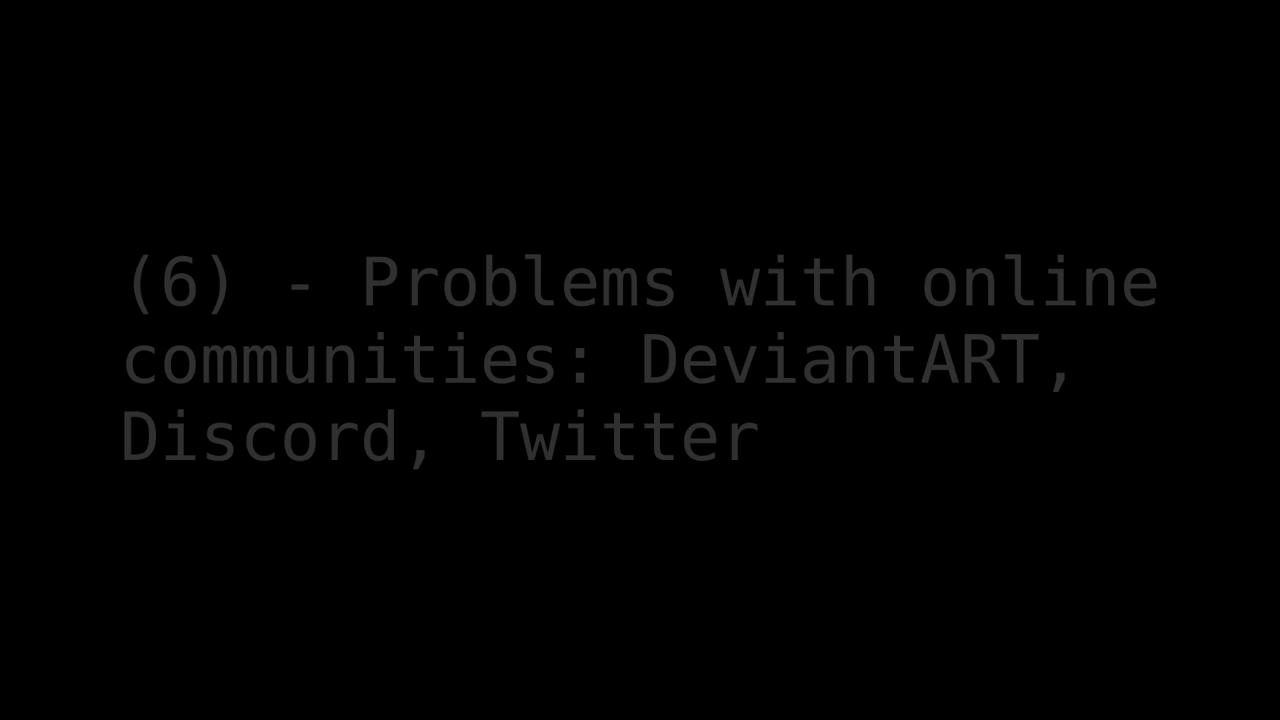 (6) - Problems with online
communities: DeviantART,
Discord, Twitter